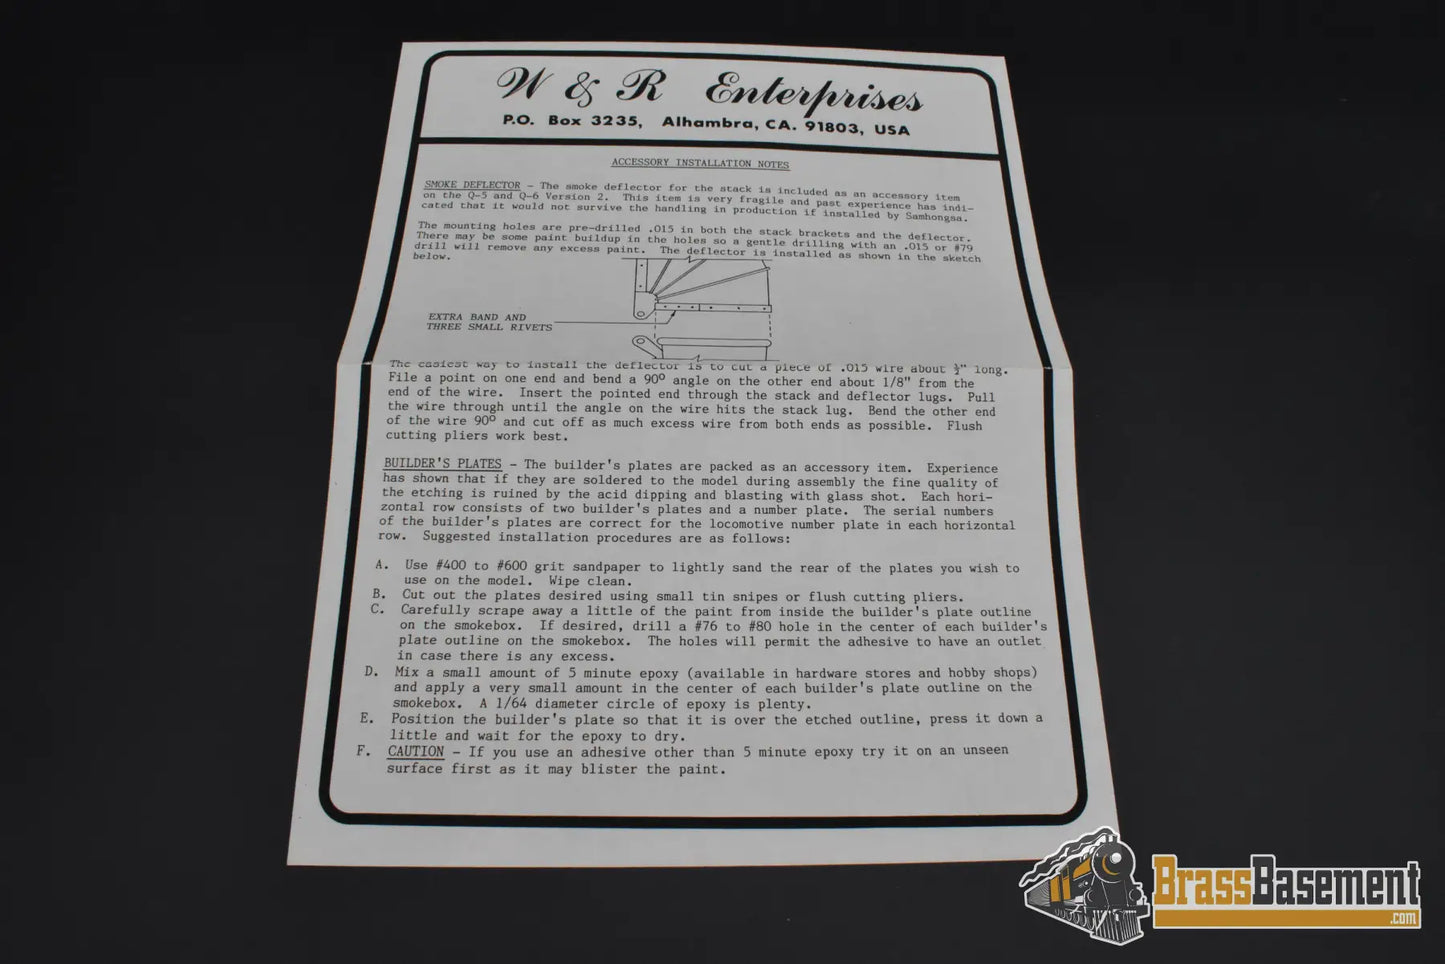 W & R Enterprises
P.O. Box 3235, Alhambra, CA. 91803, USA
ACCESSORY INSTALLATION NOTES
SMOKE DEFLECTOR - The smoke deflector for the stack is included as an accessory item
on the Q-5 and Q-6 Version 2. This item is very fragile and past experience has indi-
cated that it would not survive the handling in production if installed by Samhongsa.
The mounting holes are pre-drilled .015 in both the stack brackets and the deflector.
There may be some paint buildup in the holes so a gentle drilling with an .015 or #79
drill will remove any excess paint. The deflector is installed as shown in the sketch
below.
EXTRA BAND AND
THREE SMALL RIVETS
The easiest way to install the deflector is to cut a piece of .015 wire about ½" long.
File a point on one end and bend a 90° angle on the other end about 1/8" from the
end of the wire. Insert the pointed end through the stack and deflector lugs. Pull
the wire through until the angle on the wire hits the stack lug. Bend the other end
of the wire 90° and cut off as much excess wire from both ends as possible. Flush
cutting pliers work best.
BUILDER'S PLATES - The builder's plates are packed as an accessory item. Experience
has shown that if they are soldered to the model during assembly the fine quality of
the etching is ruined by the acid dipping and blasting with glass shot. Each hori-
zontal row consists of two builder's plates and a number plate. The serial numbers
of the builder's plates are correct for the locomotive number plate in each horizontal
row. Suggested installation procedures are as follows:
A. Use #400 to #600 grit sandpaper to lightly sand the rear of the plates you wish to
use on the model. Wipe clean.
B. Cut out the plates desired using small tin snipes or flush cutting pliers.
C. Carefully scrape away a little of the paint from inside the builder's plate outline
on the smokebox. If desired, drill a #76 to #80 hole in the center of each builder's
plate outline on the smokebox. The holes will permit the adhesive to have an outlet
in case there is any excess.
D. Mix a small amount of 5 minute epoxy (available in hardware stores and hobby shops)
and apply a very small amount in the center of each builder's plate outline on the
smokebox. A 1/64 diameter circle of epoxy is plenty.
E. Position the builder's plate so that it is over the etched outline, press it down a
little and wait for the epoxy to dry.
F. CAUTION - If you use an adhesive other than 5 minute epoxy try it on an unseen
surface first as it may blister the paint.
BrassBasement
.com